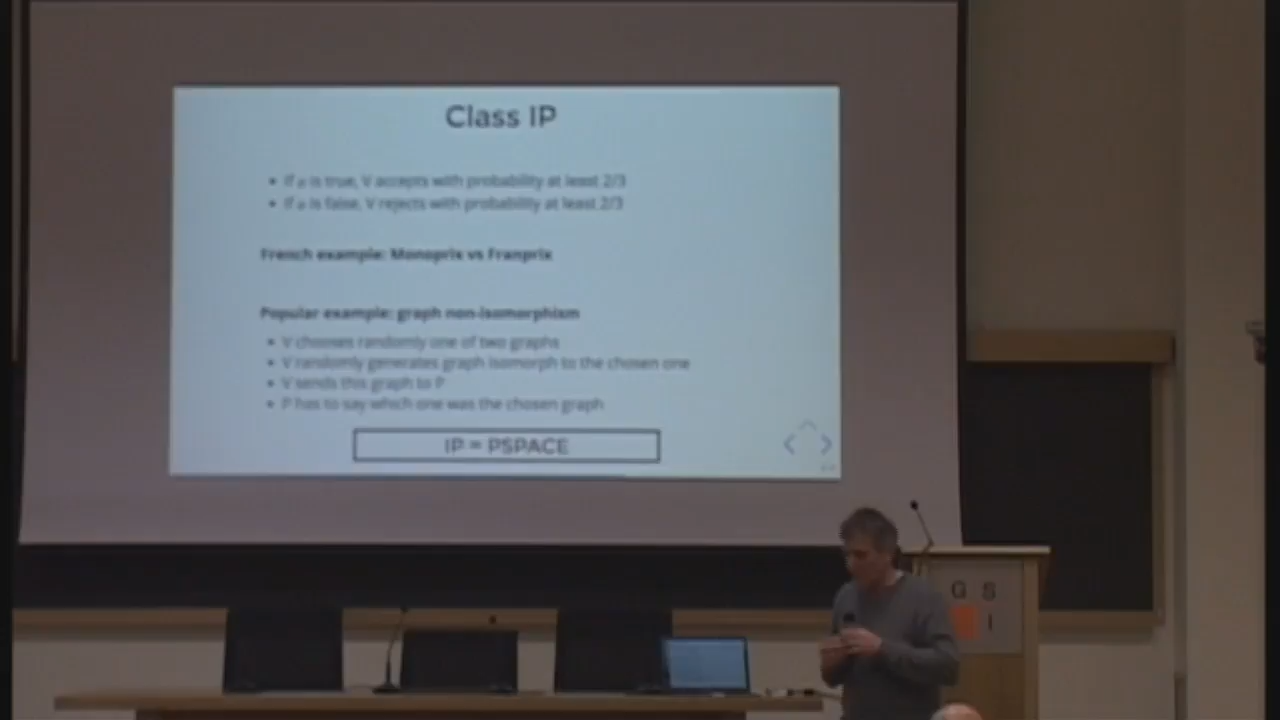 Class IP
• If α is true, V accepts with probability at least 2/3
• If α is false, V rejects with probability at least 2/3
French example: Monoprix vs Franprix
Popular example: graph non-isomorphism
• V chooses randomly one of two graphs
• V randomly generates graph isomorph to the chosen one
• V sends this graph to P
• P has to say which one was the chosen graph
IP = PSPACE
G S
I